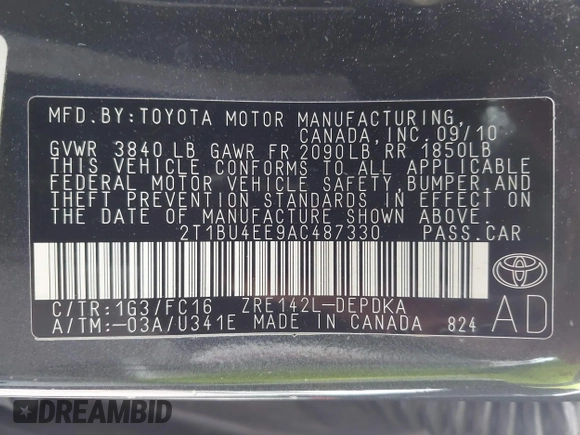 MFD.BY:TOYOTA MOTOR MANUFACTURING,
CANADA, INC. 09/10
GVWR 3840 LB GAWR FR 2090LB RR 1850LB
THIS VEHICLE CONFORMS TO ALL APPLICABLE
FEDERAL MOTOR VEHICLE SAFETY, BUMPER, AND
THEFT PREVENTION STANDARDS IN EFFECT ON
THE DATE OF MANUFACTURE SHOWN ABOVE.
2T1BU4EE9AC487330 PASS.CAR
C/TR:1G3/FC16 ZRE142L-DEPDKA
A/TM:-03A/U341E MADE IN CANADA 824
AD
DREAMBID